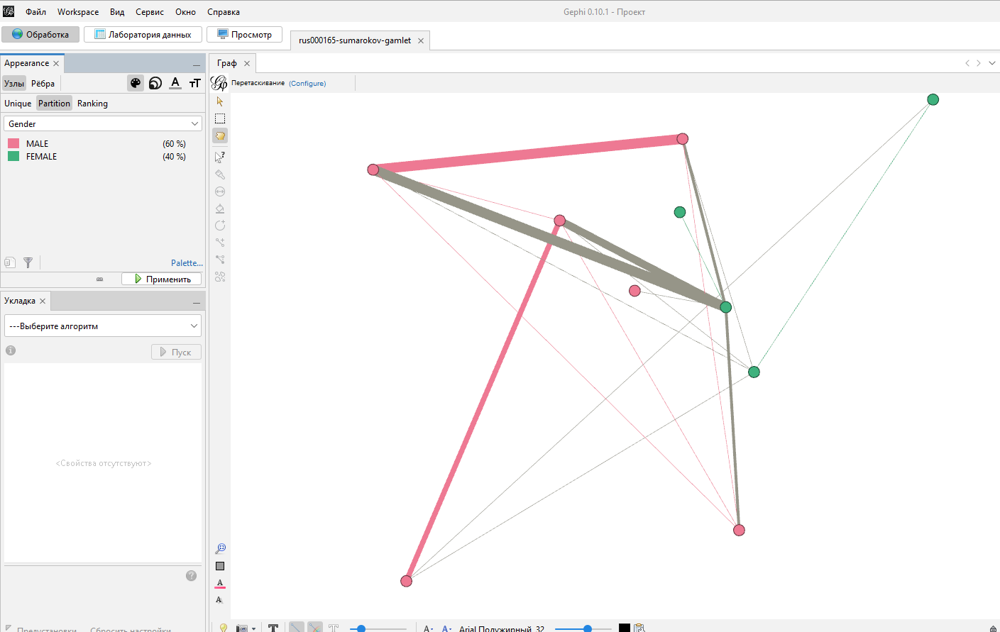 Файл Workspace Вид Сервис Окно Справка Gephi 0.10.1 - Проект
Обработка Лаборатория данных Просмотр rus000165-sumarokov-gamlet
Appearance Граф
Узлы Рёбра A тТ Перетаскивание (Configure)
Unique Partition Ranking
Gender
MALE (60 %)
FEMALE (40 %)
Palette...
Применить
Укладка
---Выберите алгоритм
Пуск
<Свойства отсутствуют>
A
A
Предустановки Сбросить настройки T T A- A- Arial Полужирный, 32